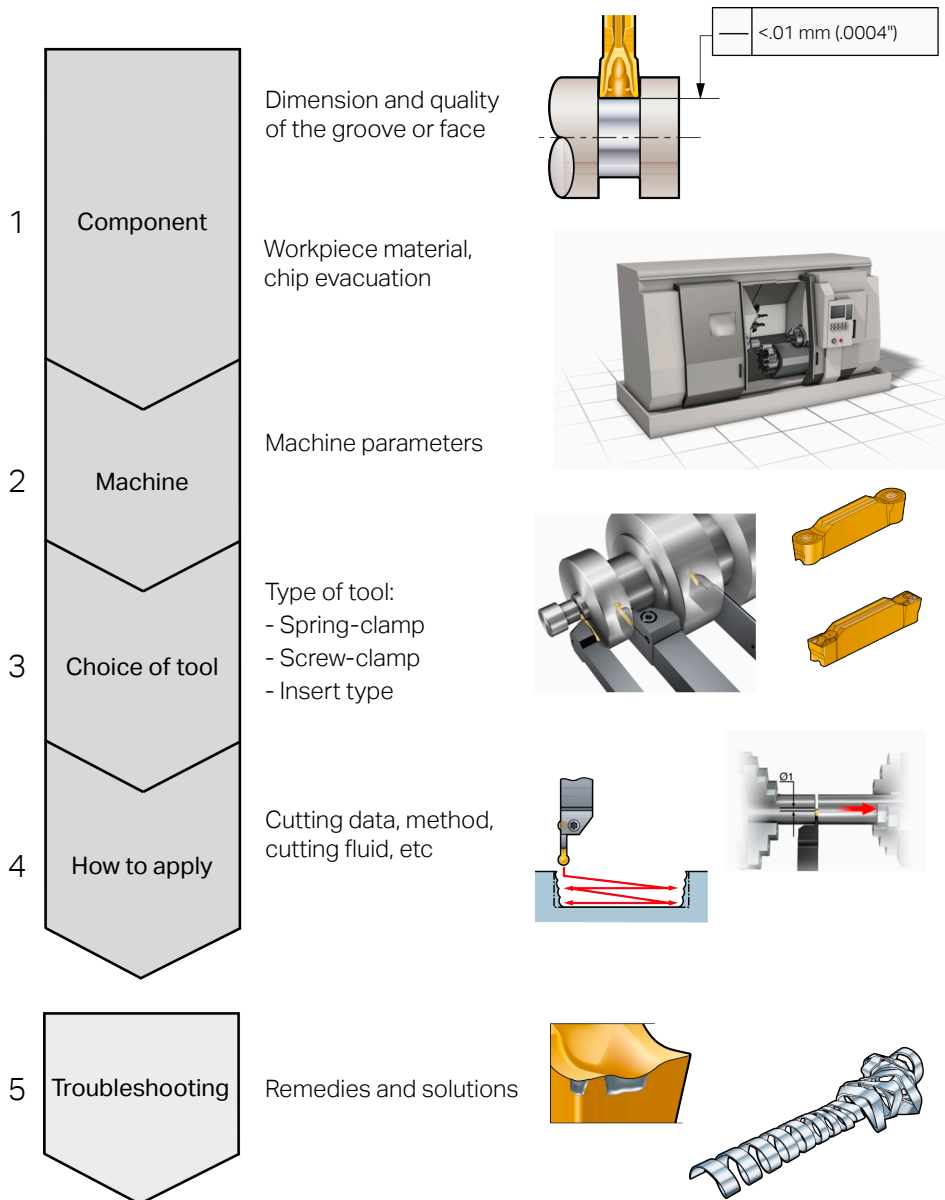 <.01 mm (.0004")
Dimension and quality
of the groove or face
1
Component
Workpiece material,
chip evacuation
Machine parameters
2
Machine
Type of tool:
- Spring-clamp
3
Choice of tool
- Screw-clamp
- Insert type
Ø1
Cutting data, method,
cutting fluid, etc
4
How to apply
5
Troubleshooting
Remedies and solutions